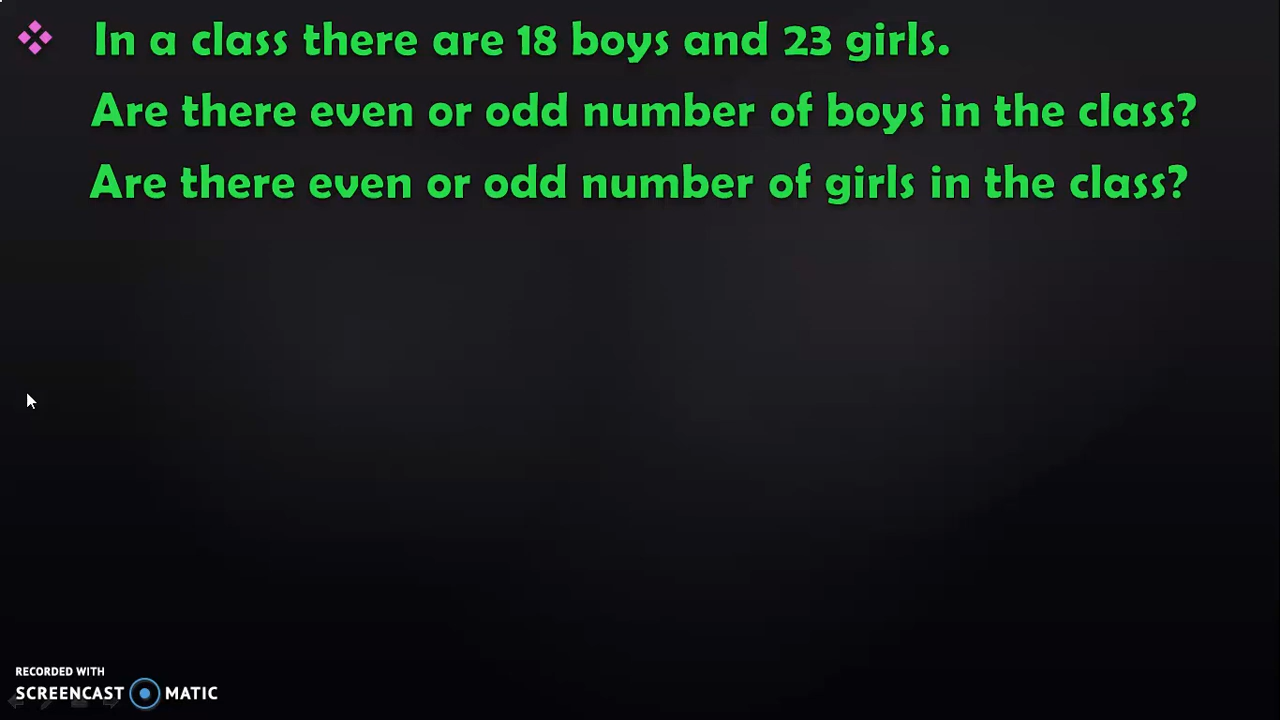 In a class there are 18 boys and 23 girls.
Are there even or odd number of boys in the class?
Are there even or odd number of girls in the class?
RECORDED WITH
SCREENCAST MATIC